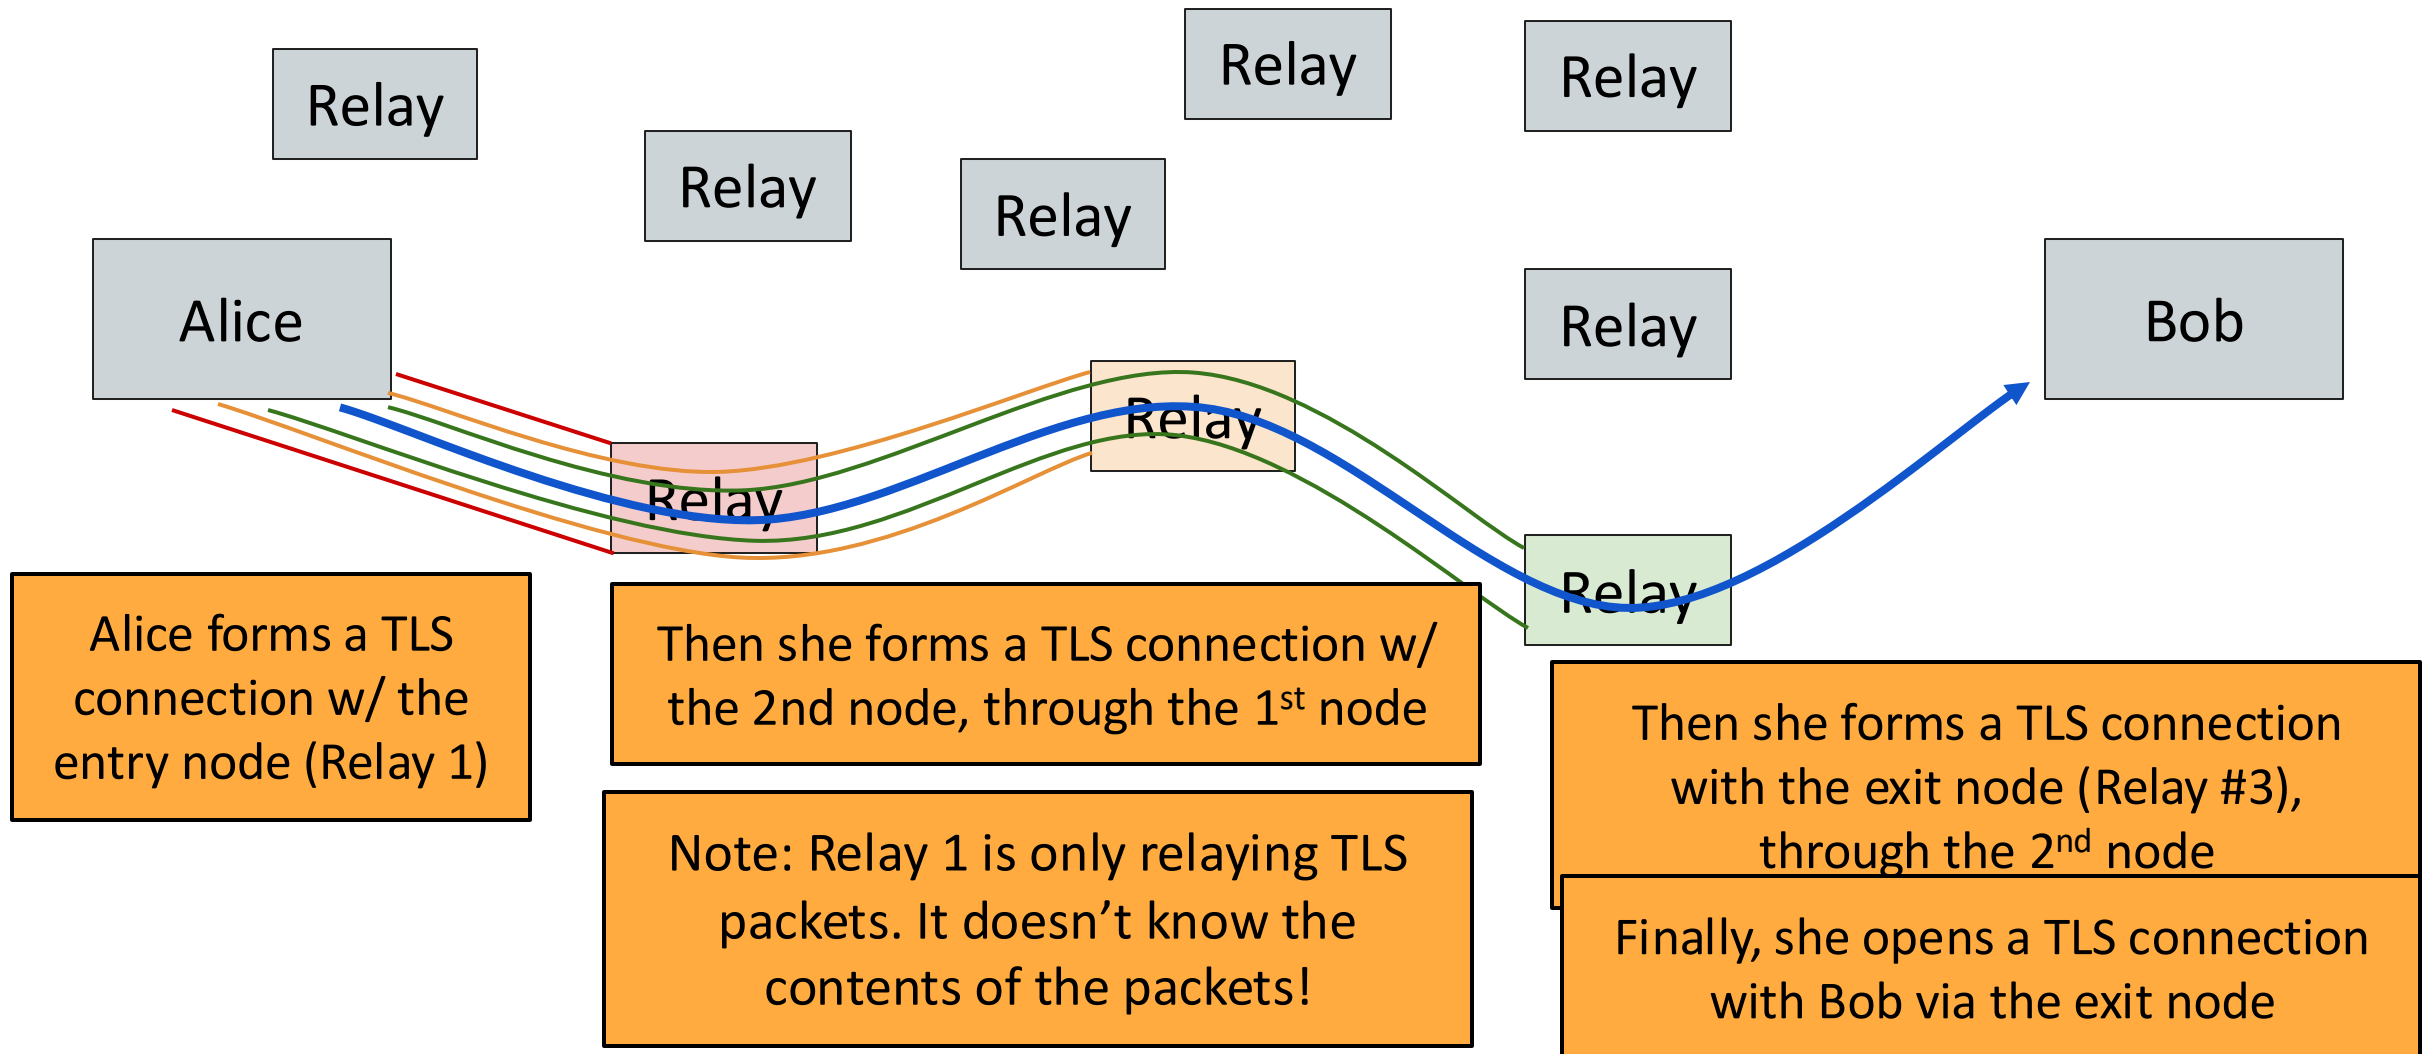 Relay
Relay
Relay
Relay
Relay
Alice
Relay
Bob
Relay
Relay
Relay
Alice forms a TLS
connection w/ the
entry node (Relay 1)
Then she forms a TLS connection w/
the 2nd node, through the 1st node
Note: Relay 1 is only relaying TLS
packets. It doesn’t know the
contents of the packets!
Then she forms a TLS connection
with the exit node (Relay #3),
through the 2nd node
Finally, she opens a TLS connection
with Bob via the exit node